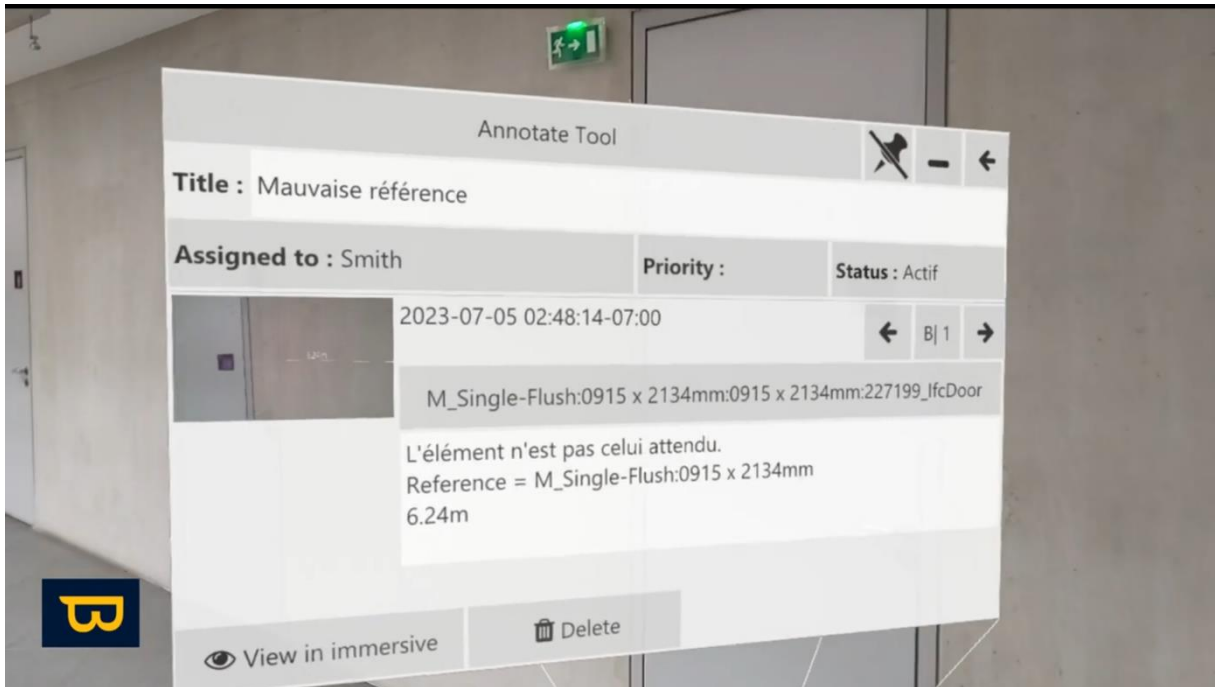 Annotate Tool
Title : Mauvaise référence
Assigned to : Smith
Priority :
Status : Actif
2023-07-05 02:48:14-07:00
B| 1
M_Single-Flush:0915 x 2134mm:0915 x 2134mm:227199_IfcDoor
L'élément n'est pas celui attendu.
Reference = M_Single-Flush:0915 x 2134mm
6.24m
View in immersive
Delete